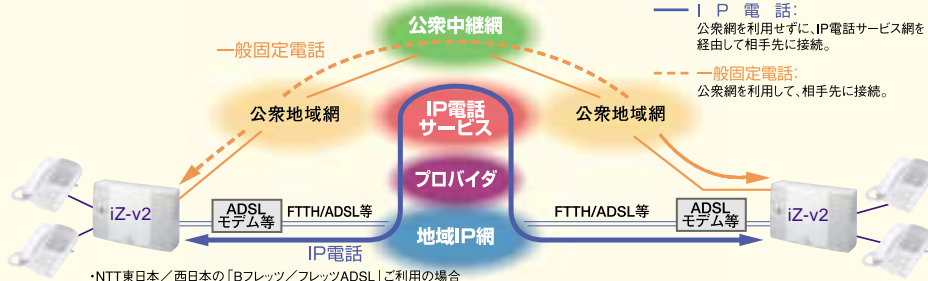 公衆中継網
一般固定電話
IP電話:
公衆網を利用せずに、IP電話サービス網を
経由して相手先に接続。
一般固定電話:
公衆網を利用して、相手先に接続。
公衆地域網
IP電話
サービス
公衆地域網
プロバイダ
iZ-v2
ADSL
モデム等
FTTH/ADSL等
地域IP網
FTTH/ADSL等
ADSL
モデム等
iZ-v2
IP電話
・NTT東日本/西日本の「Bフレッツ/フレッツADSL」ご利用の場合